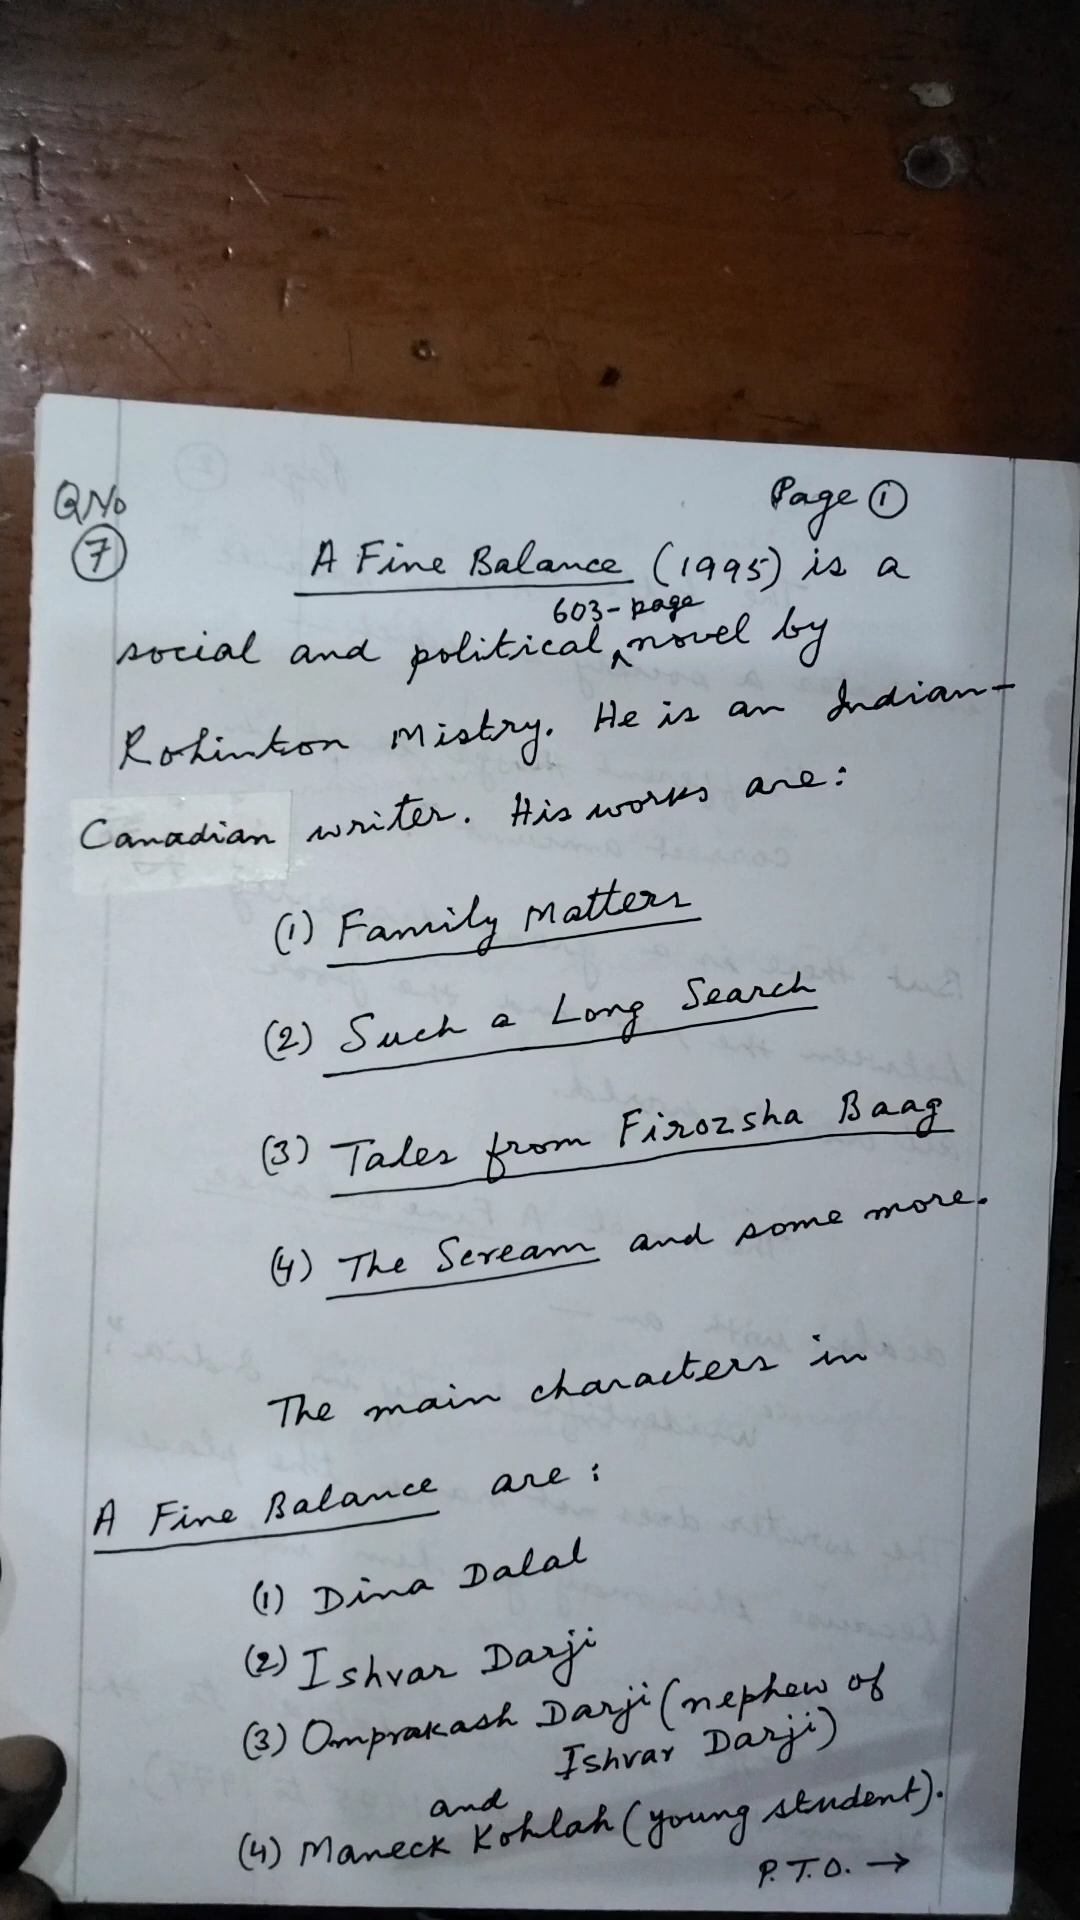 Q No Page ①
⑦ A Fine Balance (1995) is a
603-page
social and political ^ novel by
Rohinton Mistry. He is an Indian-
Canadian writer. His works are:
(1) Family Matters
(2) Such a Long Search
(3) Tales from Firozsha Baag
(4) The Scream and some more.
The main characters in
A Fine Balance are:
(1) Dina Dalal
(2) Ishvar Darji
(3) Omprakash Darji (nephew of
Ishvar Darji)
and
(4) Maneck Kohlah (young student).
P.T.O. →